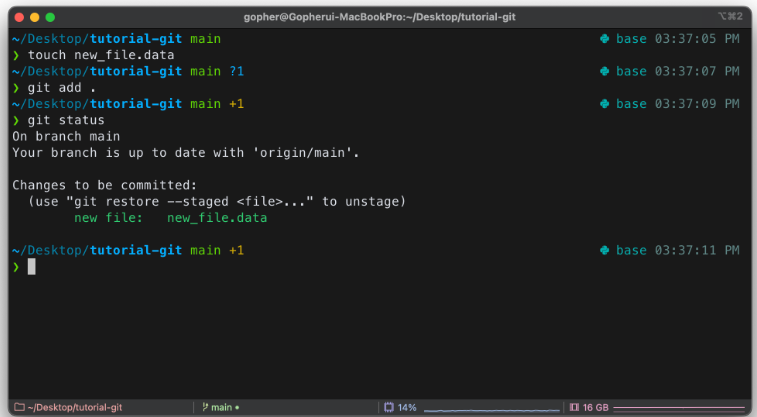 gopher@Gopherui-MacBookPro:~/Desktop/tutorial-git ⌥⌘2
~/Desktop/tutorial-git main base 03:37:05 PM
❯ touch new_file.data
~/Desktop/tutorial-git main ?1 base 03:37:07 PM
❯ git add .
~/Desktop/tutorial-git main +1 base 03:37:09 PM
❯ git status
On branch main
Your branch is up to date with 'origin/main'.
Changes to be committed:
(use "git restore --staged <file>..." to unstage)
new file: new_file.data
~/Desktop/tutorial-git main +1 base 03:37:11 PM
❯
~/Desktop/tutorial-git main • 14% 16 GB